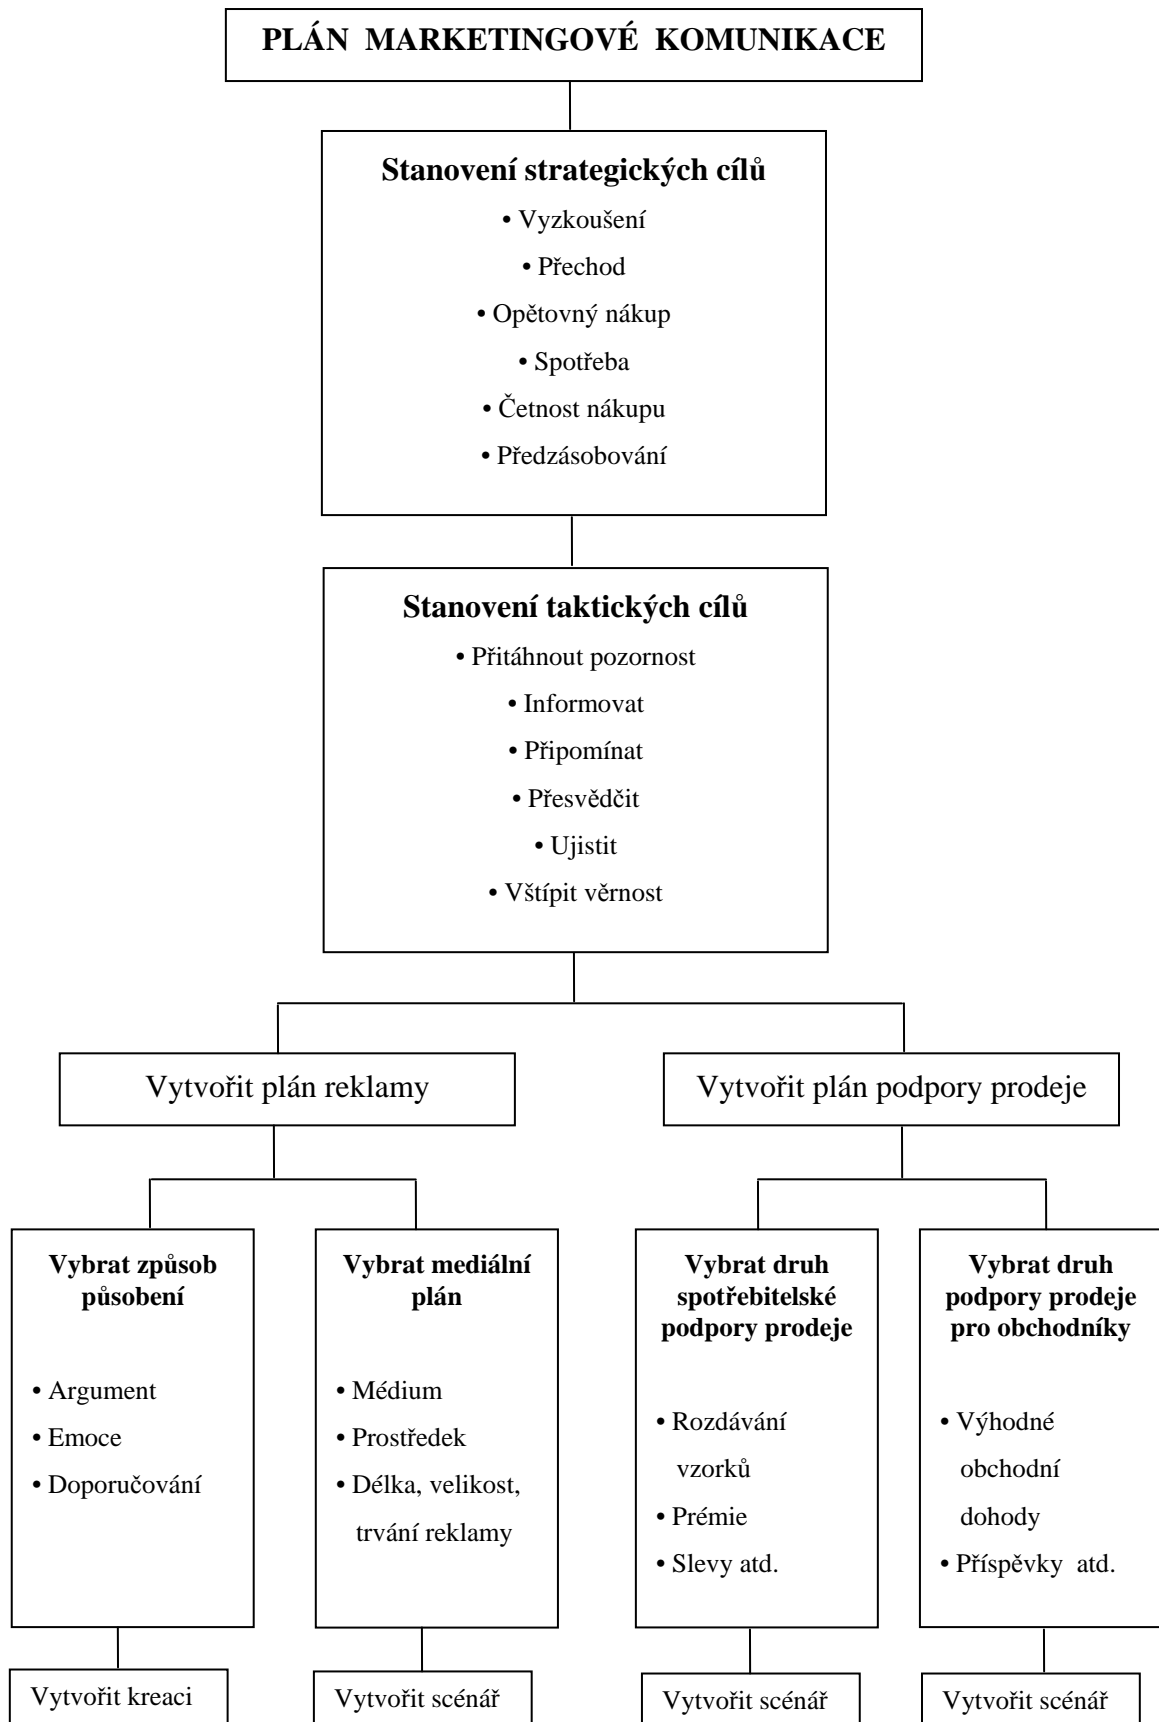 PLÁN MARKETINGOVÉ KOMUNIKACE
Stanovení strategických cílů
• Vyzkoušení
• Přechod
• Opětovný nákup
• Spotřeba
• Četnost nákupu
• Předzásobování
Stanovení taktických cílů
• Přitáhnout pozornost
• Informovat
• Připomínat
• Přesvědčit
• Ujistit
• Vštípit věrnost
Vytvořit plán reklamy
Vytvořit plán podpory prodeje
Vybrat způsob
působení
• Argument
• Emoce
• Doporučování
Vybrat mediální
plán
• Médium
• Prostředek
• Délka, velikost,
trvání reklamy
Vybrat druh
spotřebitelské
podpory prodeje
• Rozdávání
vzorků
• Prémie
• Slevy atd.
Vybrat druh
podpory prodeje
pro obchodníky
• Výhodné
obchodní
dohody
• Příspěvky atd.
Vytvořit kreaci
Vytvořit scénář
Vytvořit scénář
Vytvořit scénář